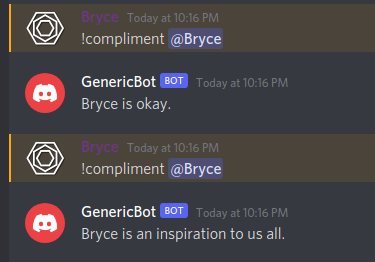 Bryce Today at 10:16 PM
!compliment @Bryce
GenericBot BOT Today at 10:16 PM
Bryce is okay.
Bryce Today at 10:16 PM
!compliment @Bryce
GenericBot BOT Today at 10:16 PM
Bryce is an inspiration to us all.